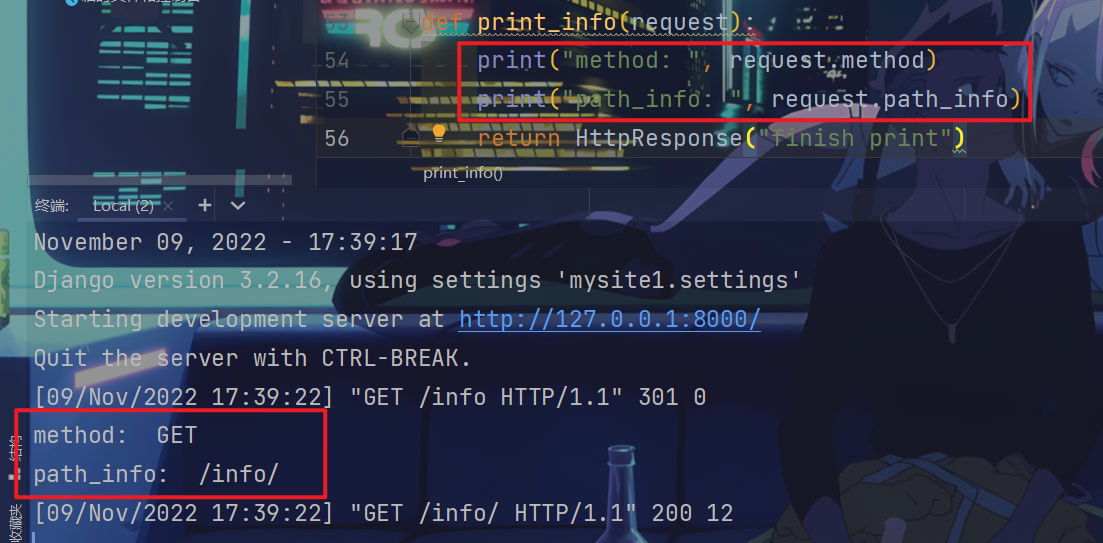 def print_info(request):
54 print("method: ", request.method)
55 print("path_info: ", request.path_info)
56 return HttpResponse("finish print")
print_info()
终端: Local (2) × +
November 09, 2022 - 17:39:17
Django version 3.2.16, using settings 'mysite1.settings'
Starting development server at http://127.0.0.1:8000/
Quit the server with CTRL-BREAK.
[09/Nov/2022 17:39:22] "GET /info HTTP/1.1" 301 0
method:  GET
path_info:  /info/
[09/Nov/2022 17:39:22] "GET /info/ HTTP/1.1" 200 12
结构
收藏夹